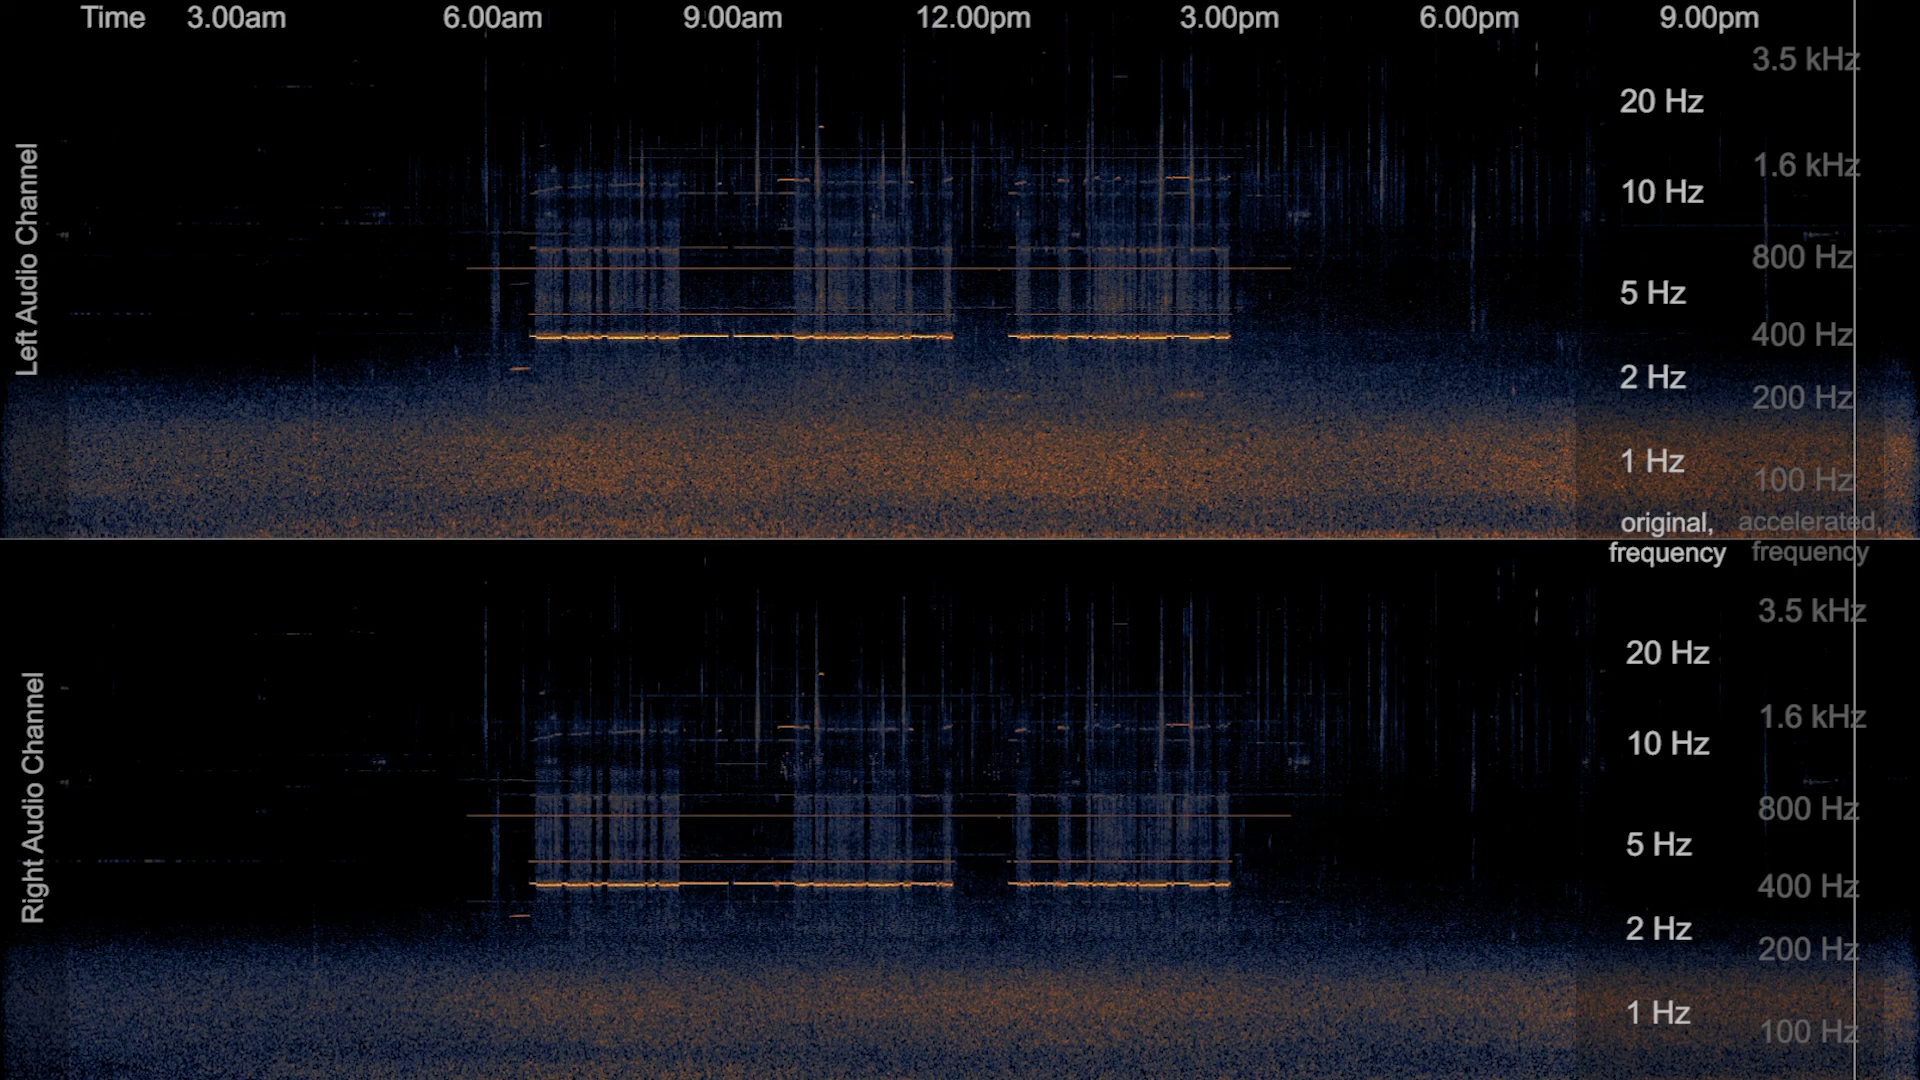 Time 3.00am 6.00am 9.00am 12.00pm 3.00pm 6.00pm 9.00pm
Left Audio Channel
3.5 kHz
20 Hz
1.6 kHz
10 Hz
800 Hz
5 Hz
400 Hz
2 Hz
200 Hz
1 Hz
100 Hz
original, accelerated,
frequency frequency
Right Audio Channel
3.5 kHz
20 Hz
1.6 kHz
10 Hz
800 Hz
5 Hz
400 Hz
2 Hz
200 Hz
1 Hz
100 Hz